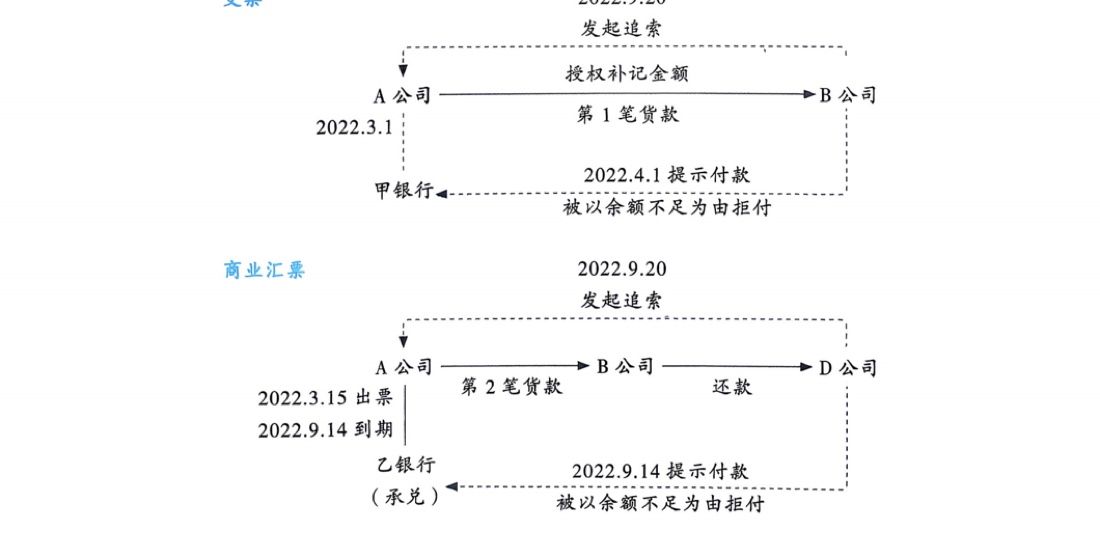 支票
2022.9.20
发起追索
授权补记金额
A 公司
B 公司
第 1 笔货款
2022.3.1
2022.4.1 提示付款
甲银行
被以余额不足为由拒付
商业汇票
2022.9.20
发起追索
A 公司
B 公司
D 公司
第 2 笔货款
还款
2022.3.15 出票
2022.9.14 到期
乙银行
2022.9.14 提示付款
(承兑)
被以余额不足为由拒付